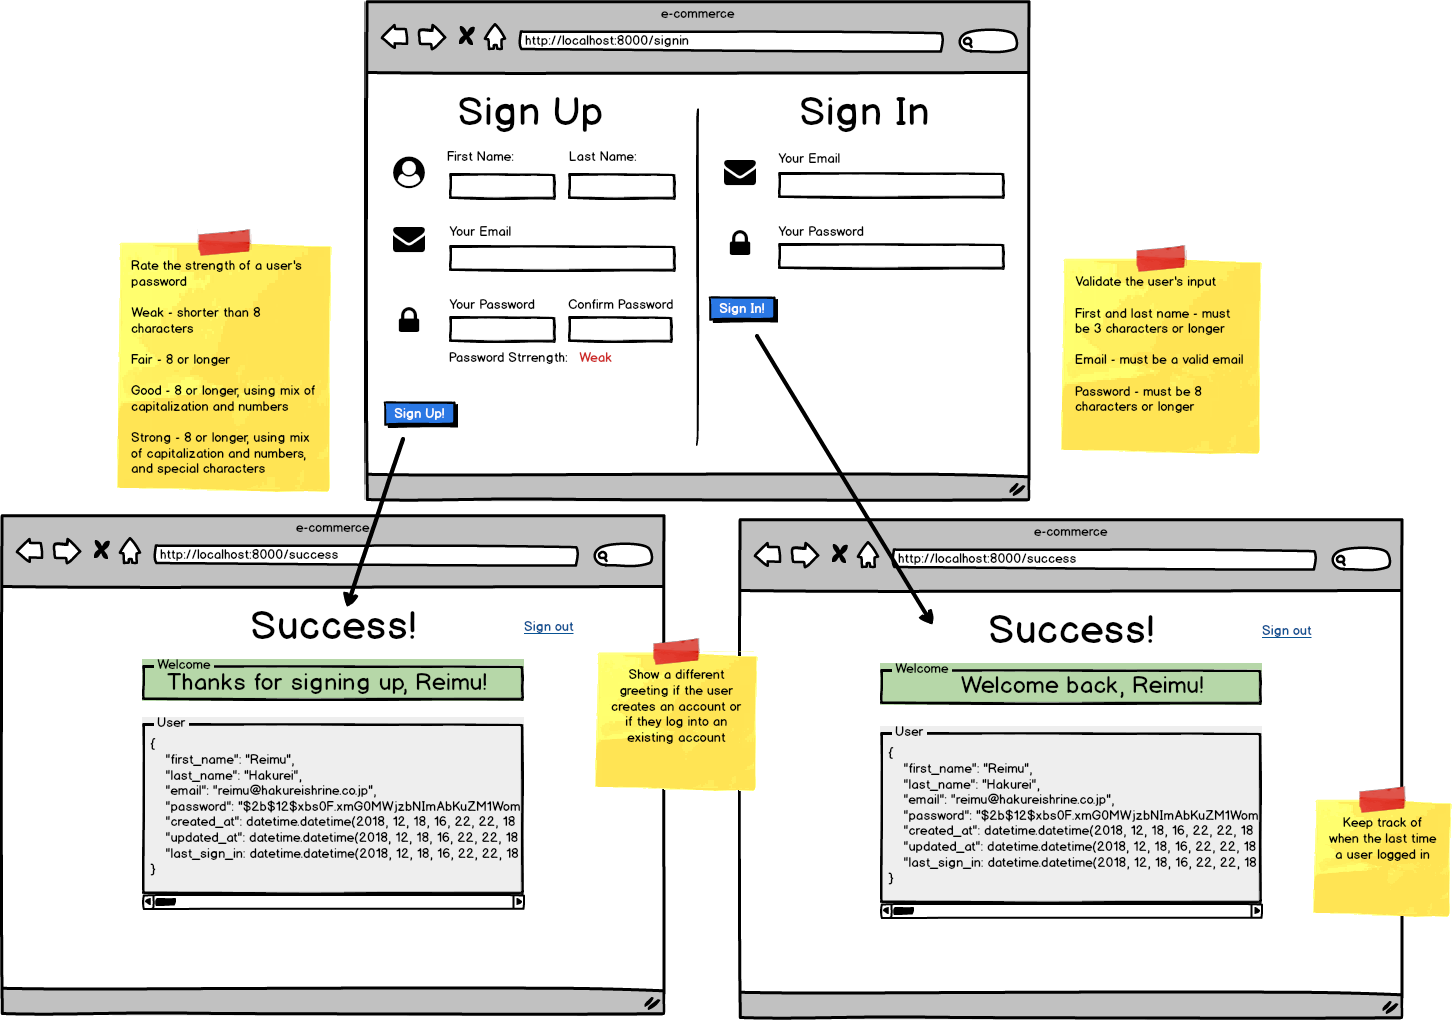 e-commerce
http://localhost:8000/signin
Sign Up
First Name:
Last Name:
Your Email
Your Password
Confirm Password
Password Strrength: Weak
Sign Up!
Sign In
Your Email
Your Password
Sign In!
Rate the strength of a user's
password
Weak - shorter than 8
characters
Fair - 8 or longer
Good - 8 or longer, using mix of
capitalization and numbers
Strong - 8 or longer, using mix
of capitalization and numbers,
and special characters
Validate the user's input
First and last name - must
be 3 characters or longer
Email - must be a valid email
Password - must be 8
characters or longer
e-commerce
http://localhost:8000/success
Success!
Sign out
Welcome
Thanks for signing up, Reimu!
User
{
"first_name": "Reimu",
"last_name": "Hakurei",
"email": "reimu@hakureishrine.co.jp",
"password": "$2b$12$xbs0F.xmG0MWjzbNImAbKuZM1Wom
"created_at": datetime.datetime(2018, 12, 18, 16, 22, 22, 18
"updated_at": datetime.datetime(2018, 12, 18, 16, 22, 22, 18
"last_sign_in: datetime.datetime(2018, 12, 18, 16, 22, 22, 18
}
Show a different
greeting if the user
creates an account or
if they log into an
existing account
e-commerce
http://localhost:8000/success
Success!
Sign out
Welcome
Welcome back, Reimu!
User
{
"first_name": "Reimu",
"last_name": "Hakurei",
"email": "reimu@hakureishrine.co.jp",
"password": "$2b$12$xbs0F.xmG0MWjzbNImAbKuZM1Wom
"created_at": datetime.datetime(2018, 12, 18, 16, 22, 22, 18
"updated_at": datetime.datetime(2018, 12, 18, 16, 22, 22, 18
"last_sign_in: datetime.datetime(2018, 12, 18, 16, 22, 22, 18
}
Keep track of
when the last time
a user logged in